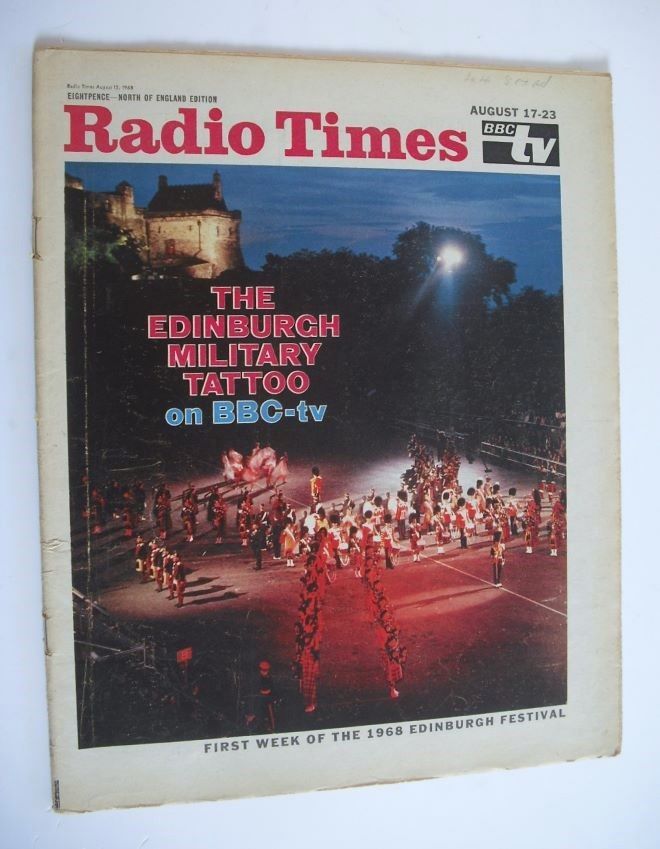 Radio Times August 15, 1968
EIGHTPENCE—NORTH OF ENGLAND EDITION
AUGUST 17-23
Radio Times
BBC
tv
THE
EDINBURGH
MILITARY
TATTOO
on BBC-tv
FIRST WEEK OF THE 1968 EDINBURGH FESTIVAL